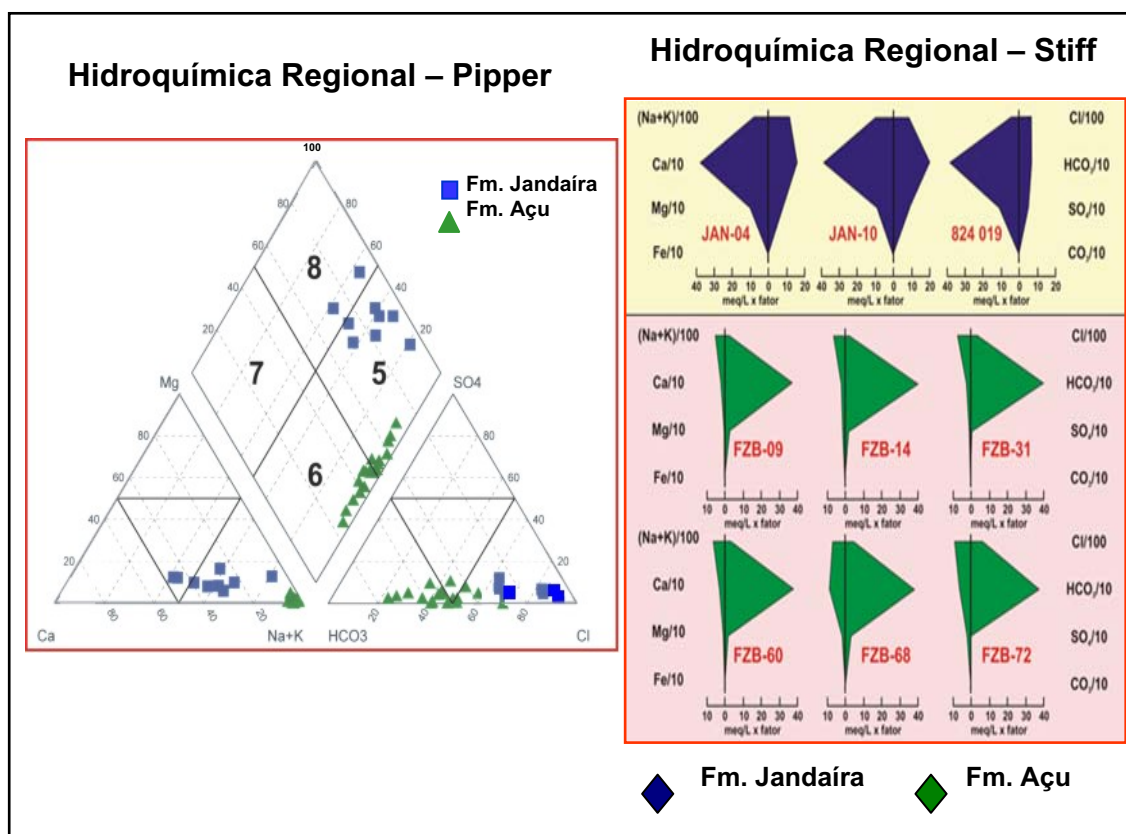 Hidroquímica Regional – Pipper
100
Fm. Jandaíra
Fm. Açu
80
80
60
60
8
40
40
20
20
7
5
Mg
SO4
6
80
80
60
60
40
40
20
20
80
60
40
20
20
40
60
80
Ca
Na+K
HCO3
Cl
Hidroquímica Regional – Stiff
(Na+K)/100
Cl/100
Ca/10
HCO₃/10
Mg/10
SO₄/10
JAN-04
JAN-10
824 019
Fe/10
CO₃/10
40 30 20 10 0 10 20
40 30 20 10 0 10 20
40 30 20 10 0 10 20
meq/L x fator
meq/L x fator
meq/L x fator
(Na+K)/100
Cl/100
Ca/10
HCO₃/10
Mg/10
SO₄/10
FZB-09
FZB-14
FZB-31
Fe/10
CO₃/10
10 0 10 20 30 40
10 0 10 20 30 40
10 0 10 20 30 40
meq/L x fator
meq/L x fator
meq/L x fator
(Na+K)/100
Cl/100
Ca/10
HCO₃/10
Mg/10
SO₄/10
FZB-60
FZB-68
FZB-72
Fe/10
CO₃/10
10 0 10 20 30 40
10 0 10 20 30 40
10 0 10 20 30 40
meq/L x fator
meq/L x fator
meq/L x fator
Fm. Jandaíra
Fm. Açu